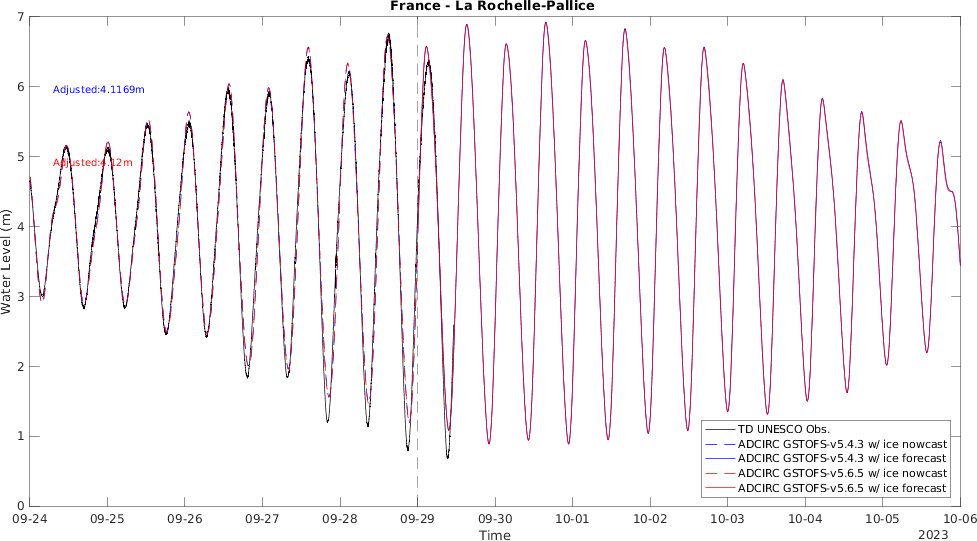 France - La Rochelle-Pallice
7
6
5
4
3
2
1
0
Water Level (m)
Adjusted:4.1169m
Adjusted:4.12m
TD UNESCO Obs.
ADCIRC GSTOFS-v5.4.3 w/ ice nowcast
ADCIRC GSTOFS-v5.4.3 w/ ice forecast
ADCIRC GSTOFS-v5.6.5 w/ ice nowcast
ADCIRC GSTOFS-v5.6.5 w/ ice forecast
09-24 09-25 09-26 09-27 09-28 09-29 09-30 10-01 10-02 10-03 10-04 10-05 10-06
Time
2023